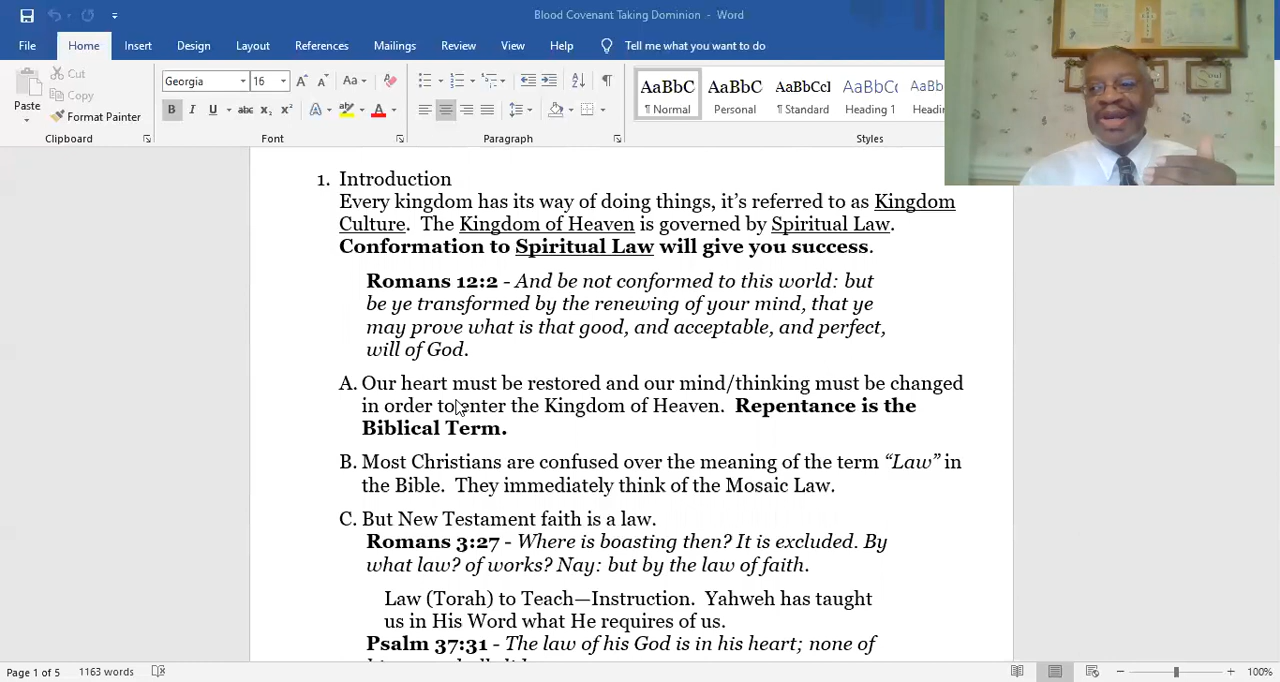 Blood Covenant Taking Dominion - Word
File Home Insert Design Layout References Mailings Review View Help Tell me what you want to do
Paste
Cut
Copy
Format Painter
Georgia 16
Clipboard Font Paragraph Styles
AaBbC AaBbC AaBbCcI AaBbC AaBbC
¶ Normal Personal ¶ Standard Heading 1 Headin
1. Introduction
Every kingdom has its way of doing things, it’s referred to as Kingdom
Culture. The Kingdom of Heaven is governed by Spiritual Law.
Conformation to Spiritual Law will give you success.
Romans 12:2 - And be not conformed to this world: but
be ye transformed by the renewing of your mind, that ye
may prove what is that good, and acceptable, and perfect,
will of God.
A. Our heart must be restored and our mind/thinking must be changed
in order to enter the Kingdom of Heaven. Repentance is the
Biblical Term.
B. Most Christians are confused over the meaning of the term “Law” in
the Bible. They immediately think of the Mosaic Law.
C. But New Testament faith is a law.
Romans 3:27 - Where is boasting then? It is excluded. By
what law? of works? Nay: but by the law of faith.
Law (Torah) to Teach—Instruction. Yahweh has taught
us in His Word what He requires of us.
Psalm 37:31 - The law of his God is in his heart; none of
Page 1 of 5 1163 words 100%